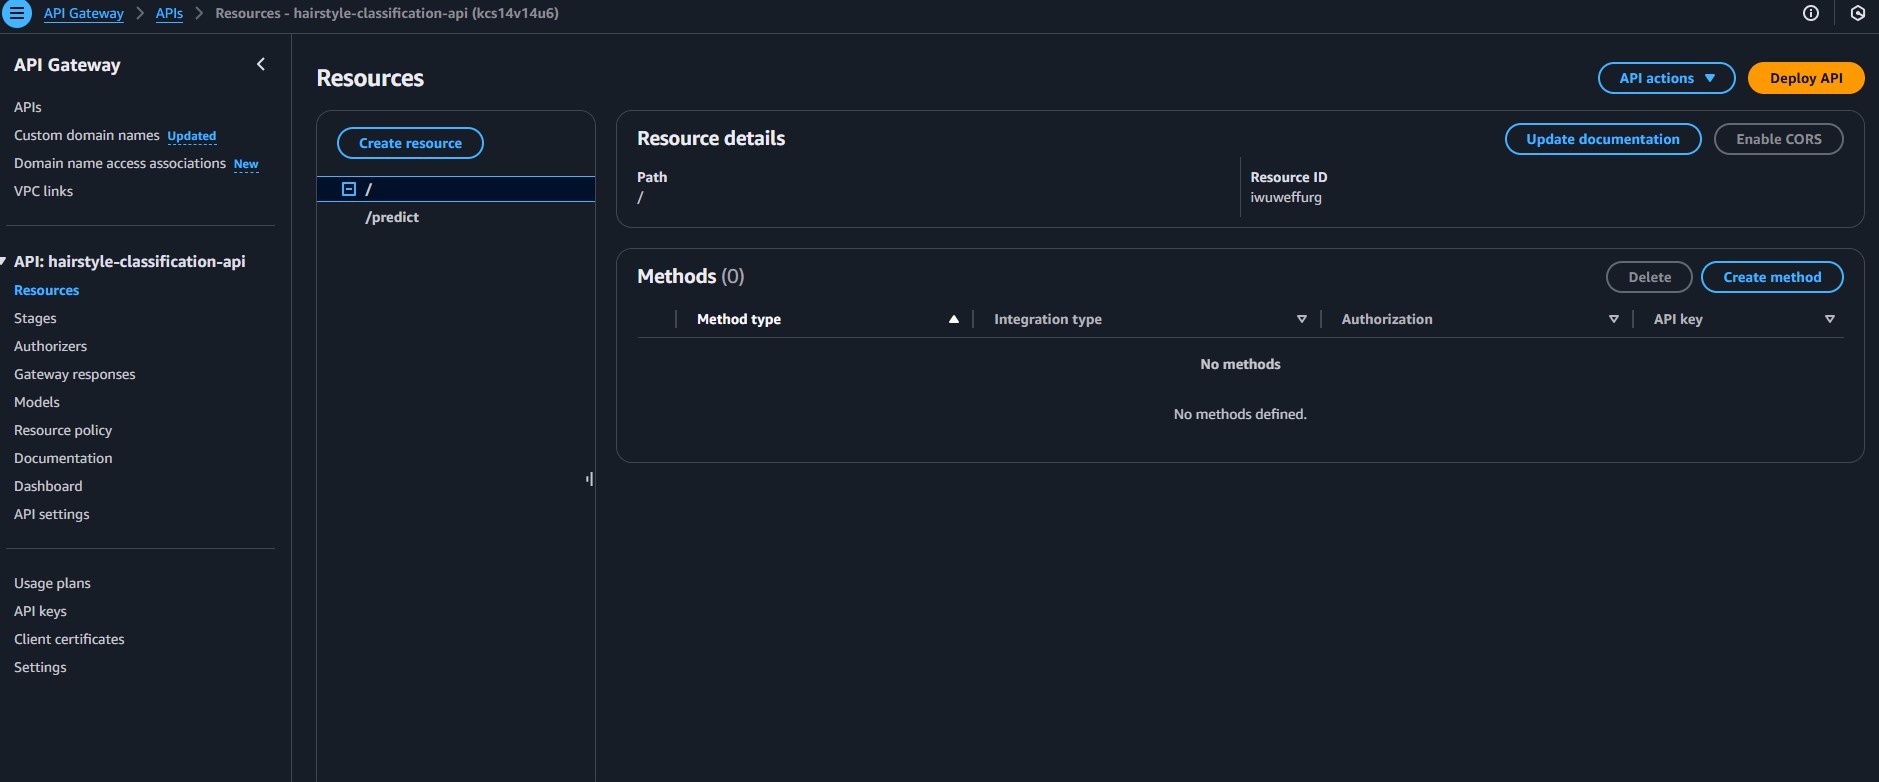 API Gateway > APIs > Resources - hairstyle-classification-api (kcs14v14u6)
API Gateway
APIs
Custom domain names Updated
Domain name access associations New
VPC links
API: hairstyle-classification-api
Resources
Stages
Authorizers
Gateway responses
Models
Resource policy
Documentation
Dashboard
API settings
Usage plans
API keys
Client certificates
Settings
Resources
API actions
Deploy API
Create resource
/
/predict
Resource details
Update documentation
Enable CORS
Path
/
Resource ID
iwuweffurg
Methods (0)
Delete
Create method
Method type
Integration type
Authorization
API key
No methods
No methods defined.